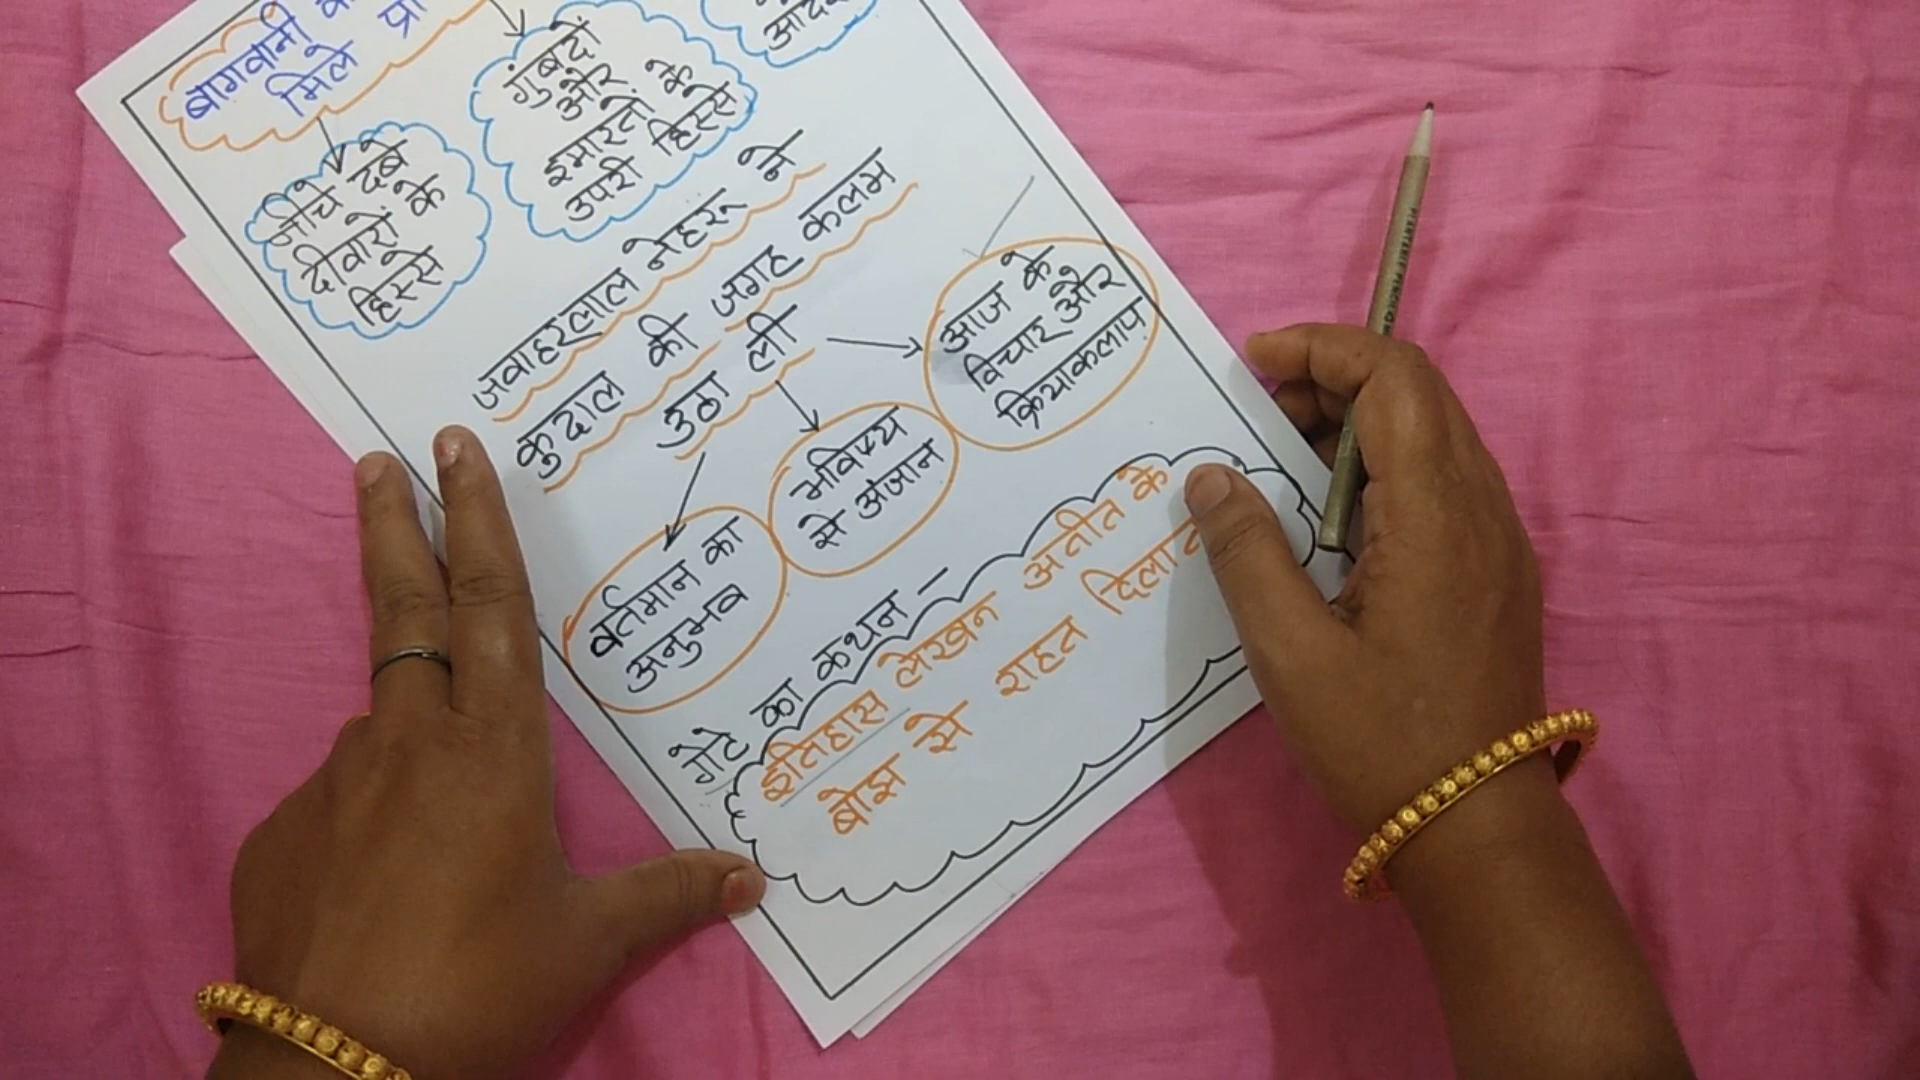 बागवानी
मिले
नीचे दबे
दीवारों के
हिस्से
गुंबदें
और
इमारतों के
उपरी हिस्से
जवाहरलाल नेहरू ने
कुदाल की जगह कलम
उठा ली
आज के
विचार और
क्रियाकलाप
भविष्य
से अंजान
वर्तमान का
अनुभव
गेटे का कथन –
इतिहास लेखन अतीत के
बोझ से राहत